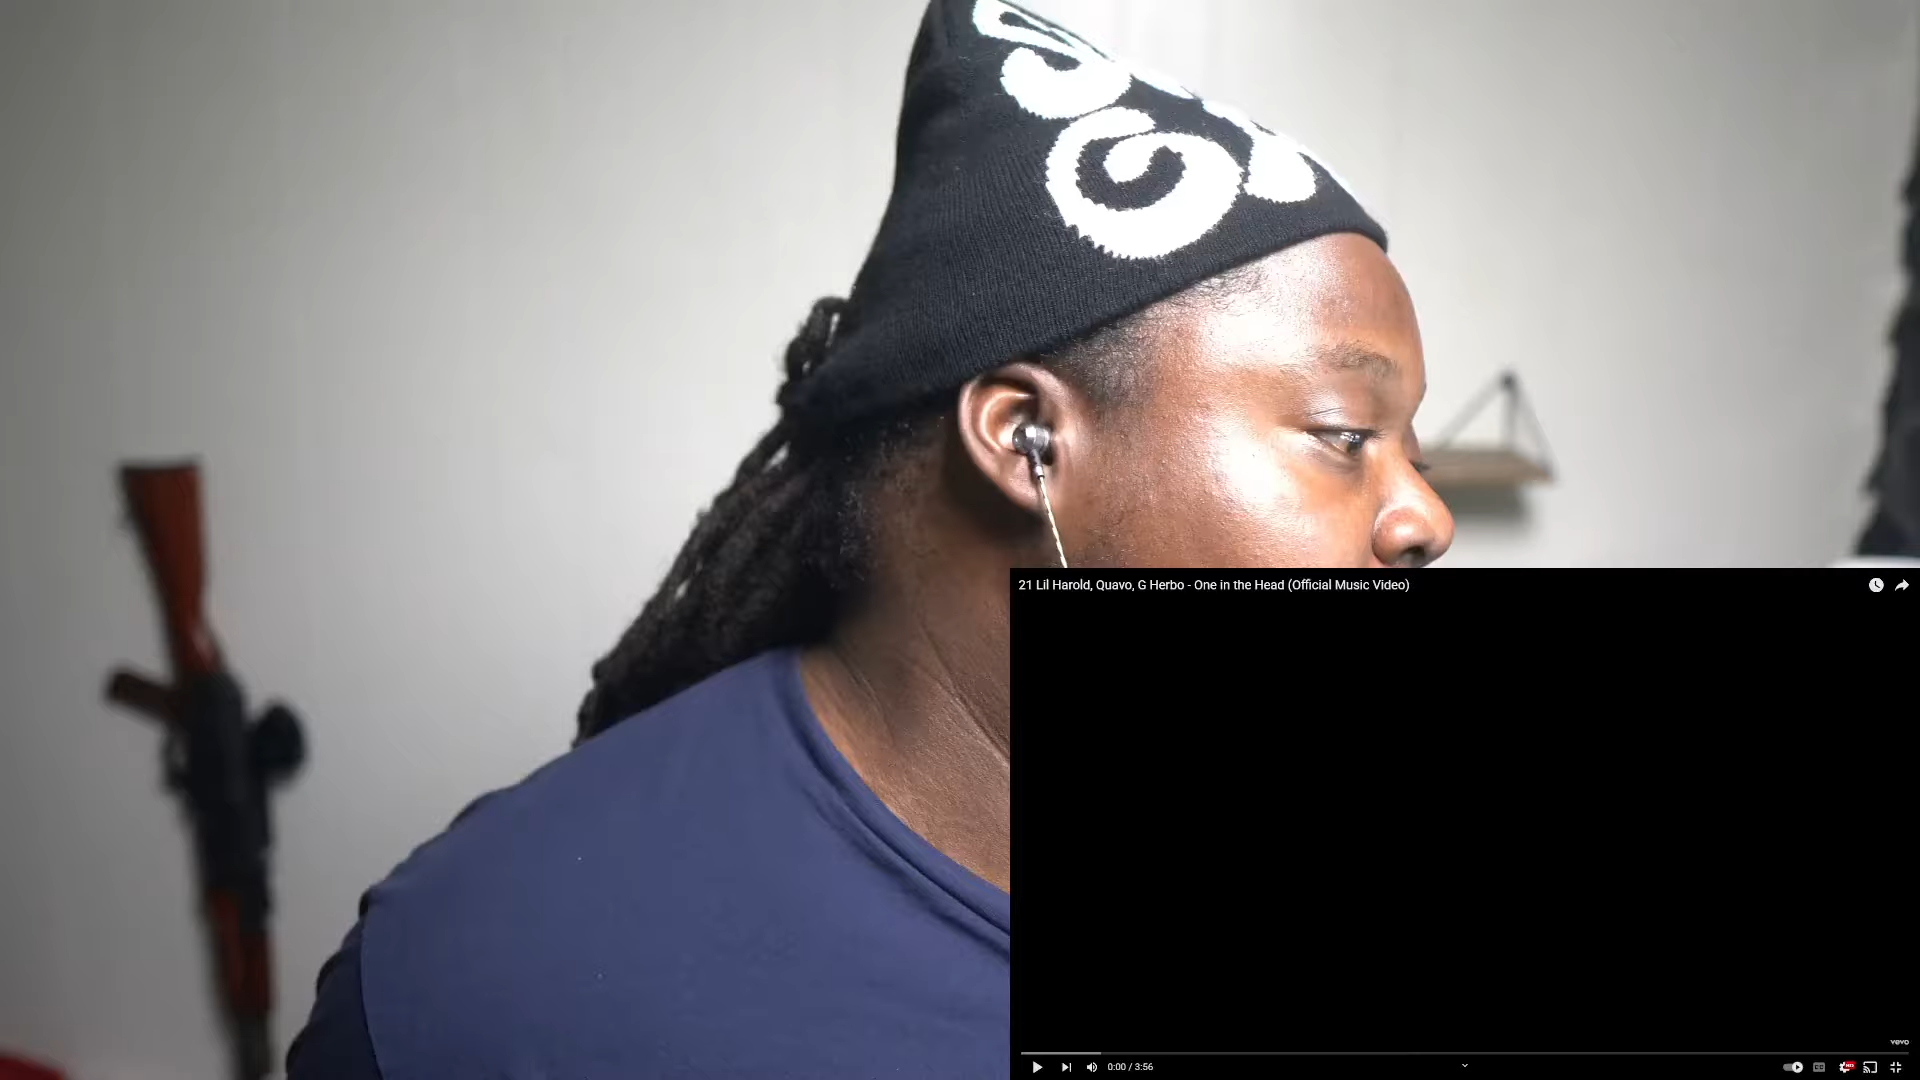 21 Lil Harold, Quavo, G Herbo - One in the Head (Official Music Video)
vevo
0:00 / 3:56